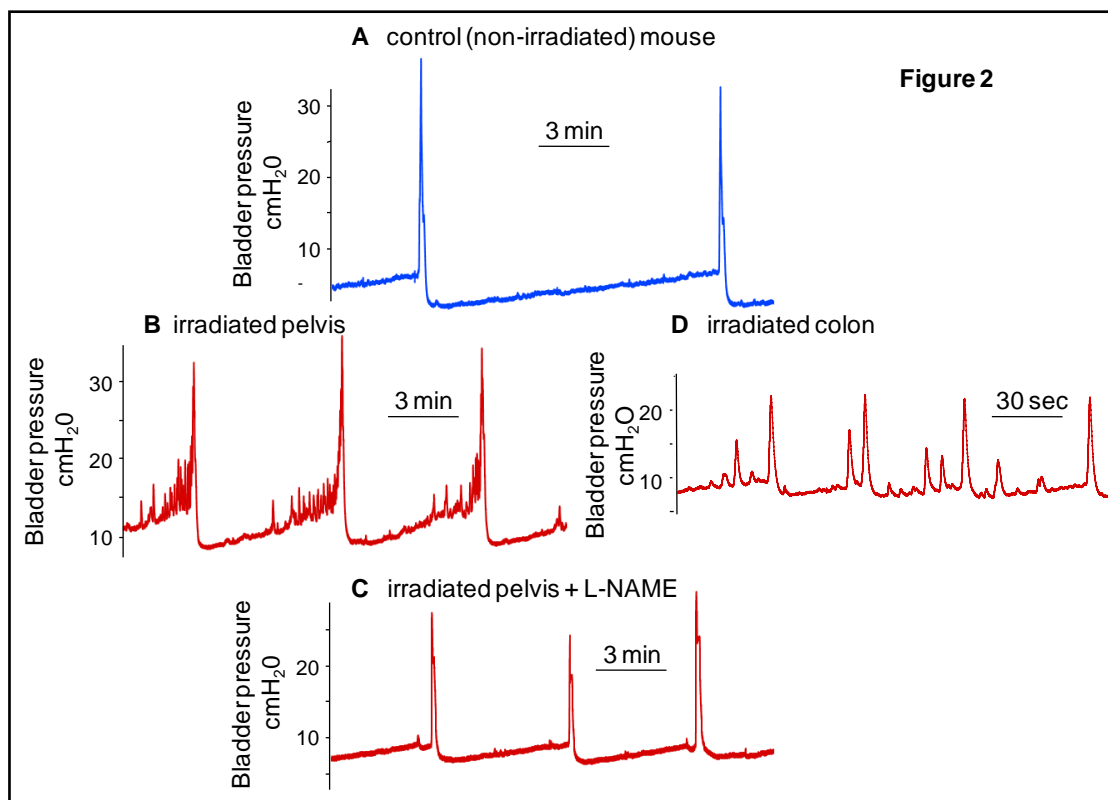 A control (non-irradiated) mouse
Figure 2
Bladder pressure
cmH20
30
20
10
-
3 min
B irradiated pelvis
Bladder pressure
cmH20
30
20
15
10
3 min
D irradiated colon
Bladder pressure
cmH2O
20
10
-
30 sec
C irradiated pelvis + L-NAME
Bladder pressure
cmH20
20
10
3 min